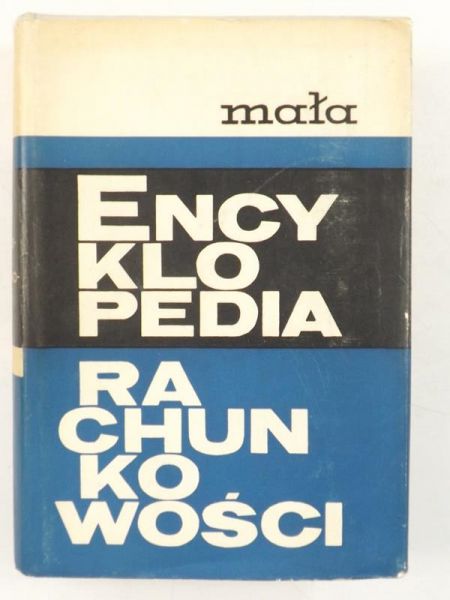 mała
ENCY
KLO
PEDIA
RA
CHUN
KO
WOŚCI